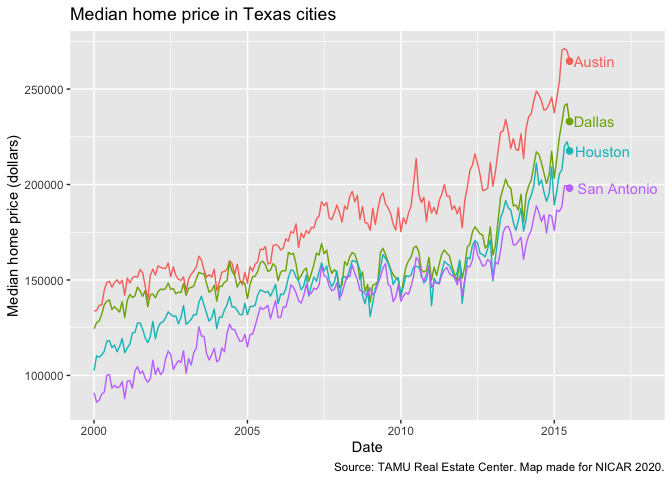 Median home price in Texas cities
Median home price (dollars)
250000
200000
150000
100000
Austin
Dallas
Houston
San Antonio
2000
2005
2010
2015
Date
Source: TAMU Real Estate Center. Map made for NICAR 2020.